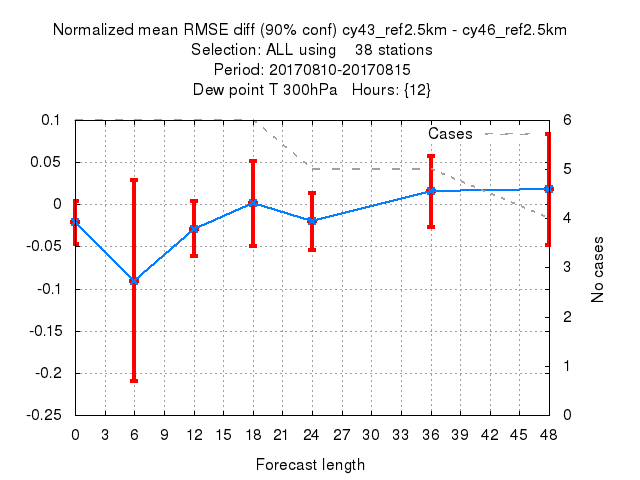 Normalized mean RMSE diff (90% conf) cy43_ref2.5km - cy46_ref2.5km
Selection: ALL using 38 stations
Period: 20170810-20170815
Dew point T 300hPa Hours: {12}
Cases
0.1
0.05
0
-0.05
-0.1
-0.15
-0.2
-0.25
6
5
4
3
2
1
0
No cases
0 3 6 9 12 15 18 21 24 27 30 33 36 39 42 45 48
Forecast length